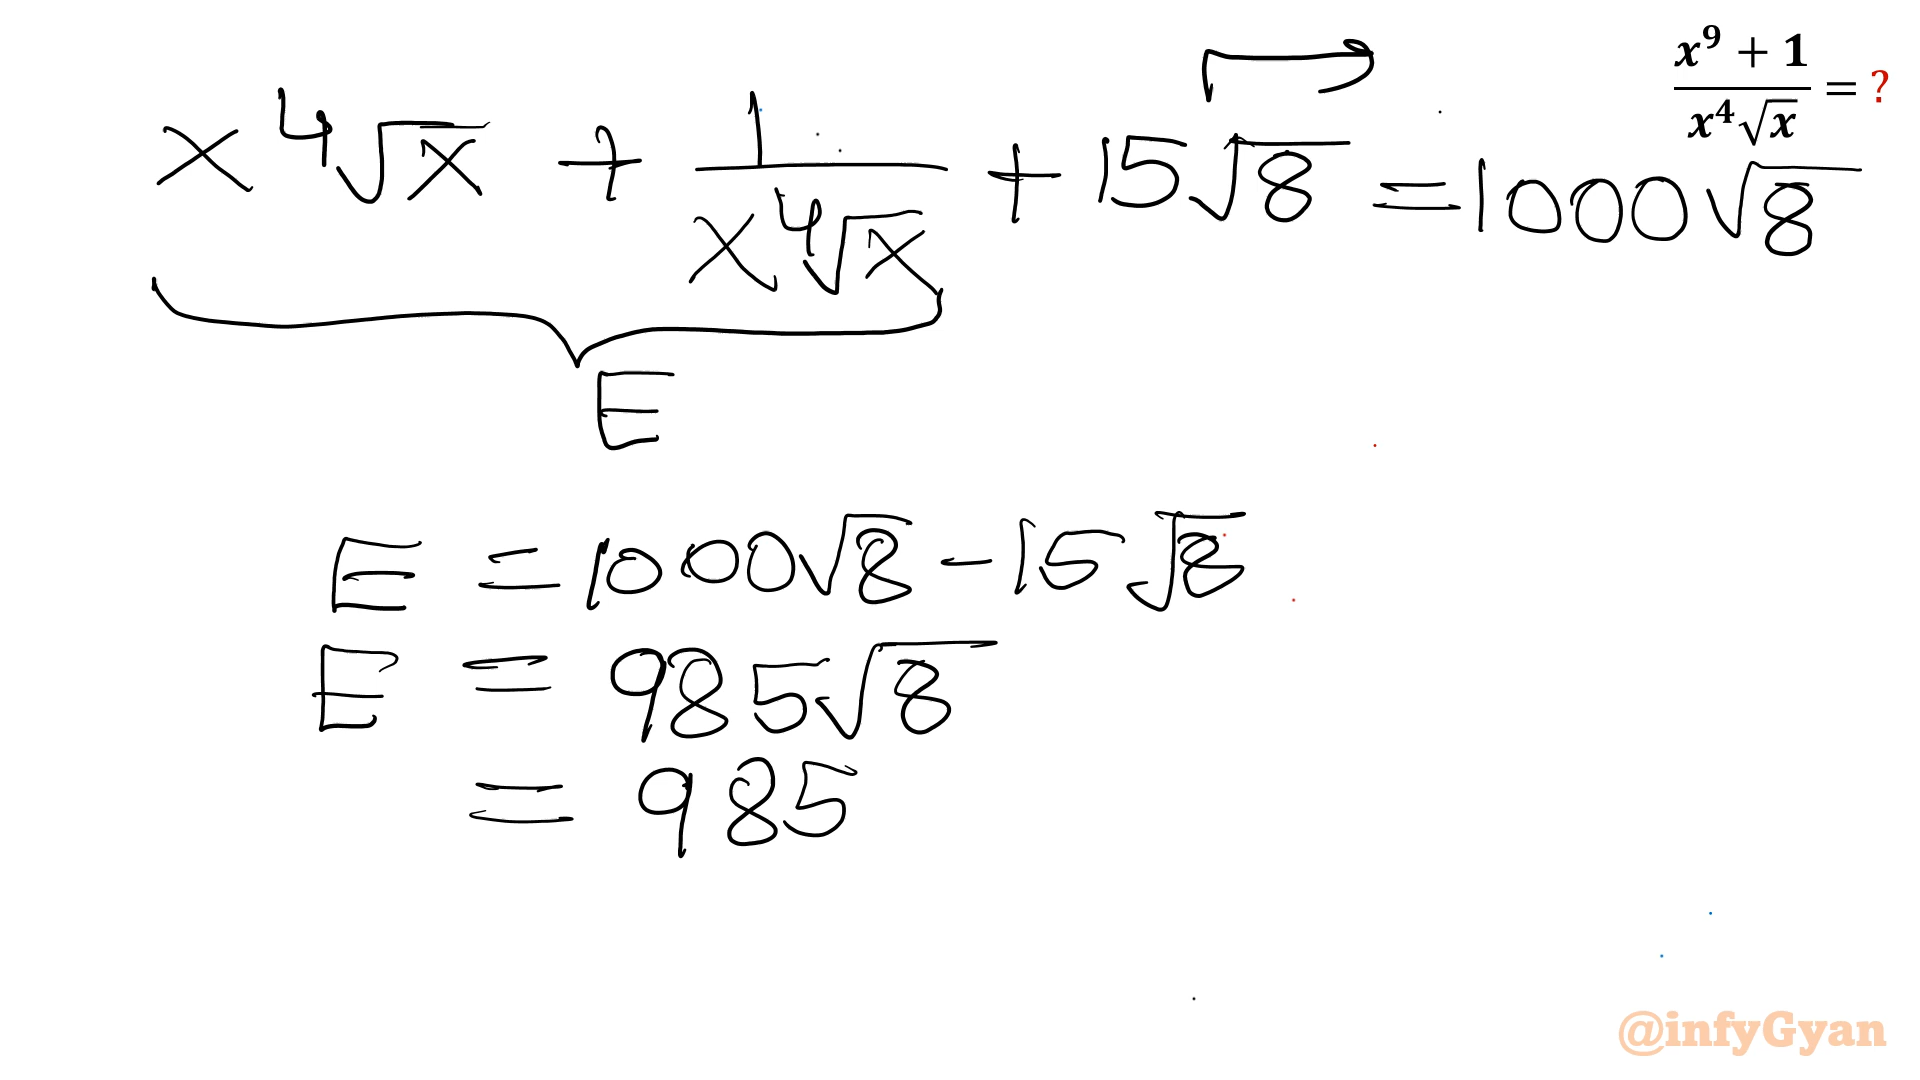 x⁹ + 1 / x⁴√x = ?
x⁴√x + 1 / x⁴√x + 15√8 = 1000√8
E
E = 1000√8 - 15√8
E = 985√8
= 985
@infyGyan